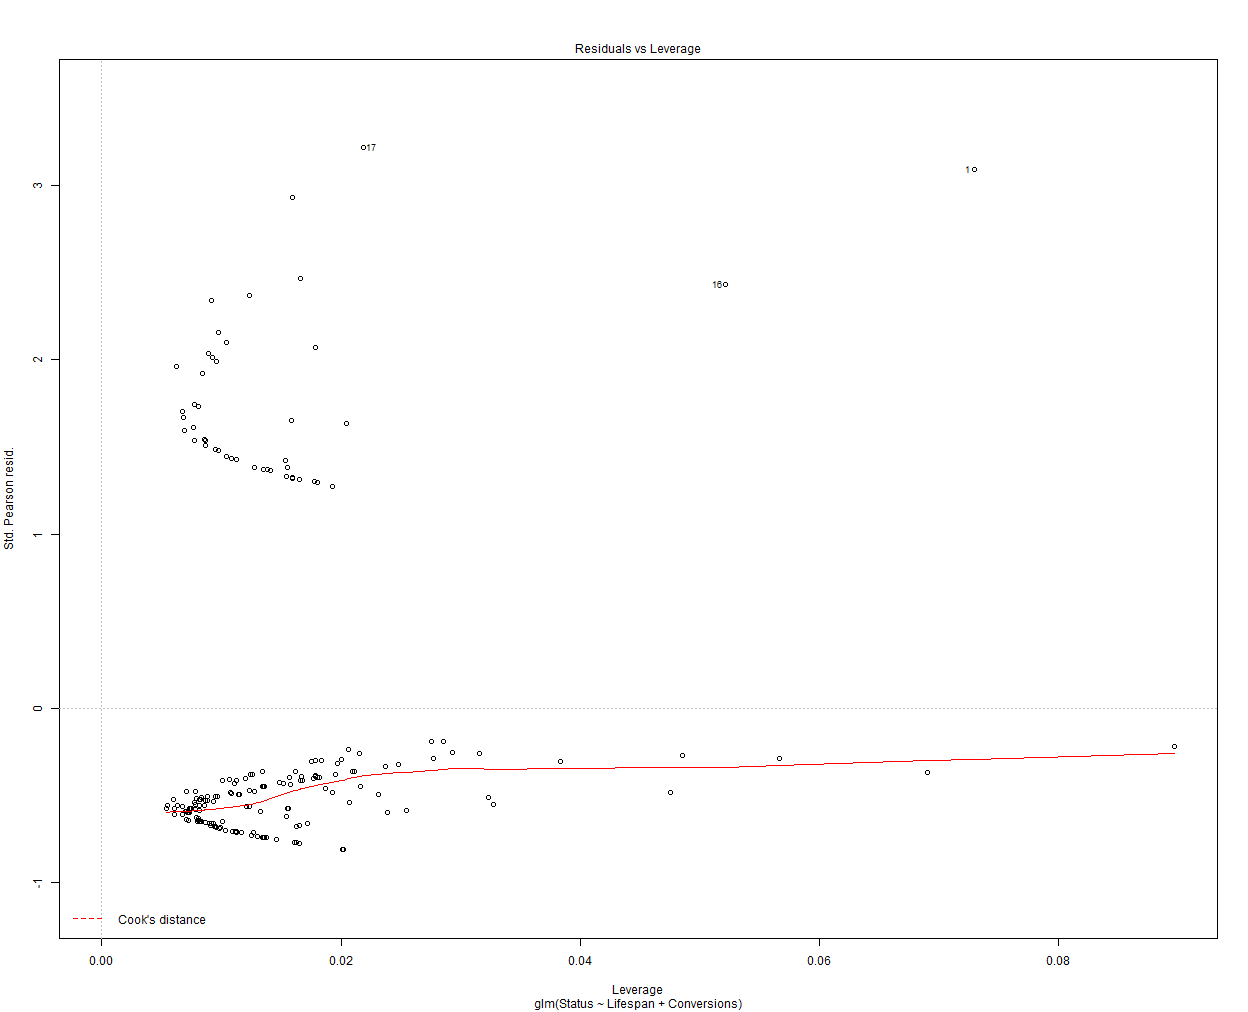 Residuals vs Leverage
17
1
16
3
2
1
0
-1
Std. Pearson resid.
Cook's distance
0.00 0.02 0.04 0.06 0.08
Leverage
glm(Status ~ Lifespan + Conversions)